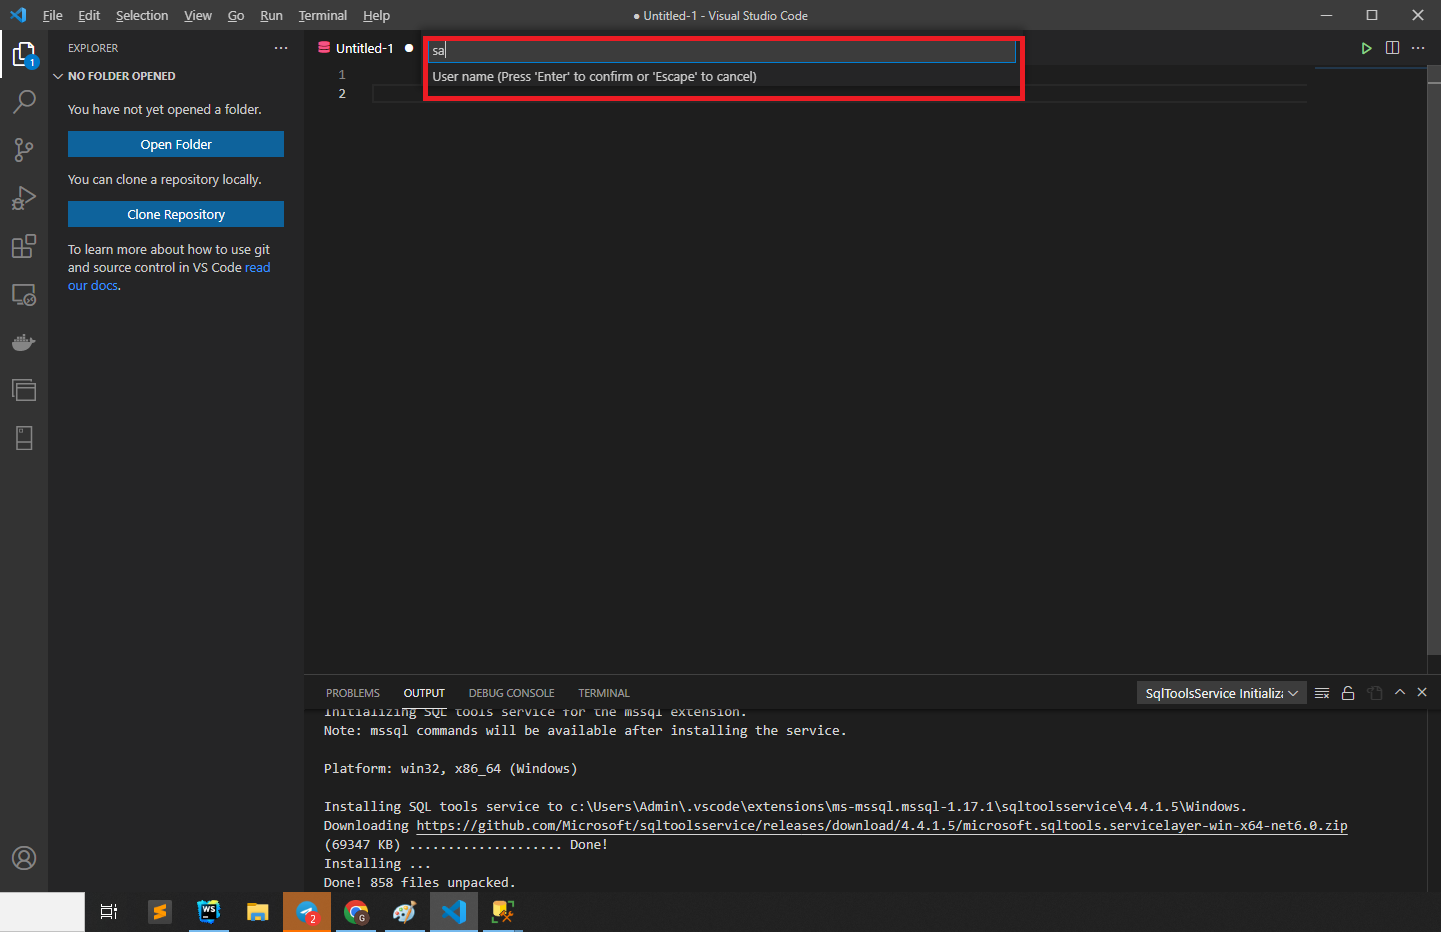 File Edit Selection View Go Run Terminal Help
● Untitled-1 - Visual Studio Code
EXPLORER
Untitled-1
sa
User name (Press 'Enter' to confirm or 'Escape' to cancel)
1
2
1
NO FOLDER OPENED
You have not yet opened a folder.
Open Folder
You can clone a repository locally.
Clone Repository
To learn more about how to use git
and source control in VS Code read
our docs.
PROBLEMS OUTPUT DEBUG CONSOLE TERMINAL
SqlToolsService Initializa
Initializing SQL tools service for the mssql extension.
Note: mssql commands will be available after installing the service.
Platform: win32, x86_64 (Windows)
Installing SQL tools service to c:\Users\Admin\.vscode\extensions\ms-mssql.mssql-1.17.1\sqltoolsservice\4.4.1.5\Windows.
Downloading https://github.com/Microsoft/sqltoolsservice/releases/download/4.4.1.5/microsoft.sqltools.servicelayer-win-x64-net6.0.zip
(69347 KB) .................... Done!
Installing ...
Done! 858 files unpacked.
WS
2
G